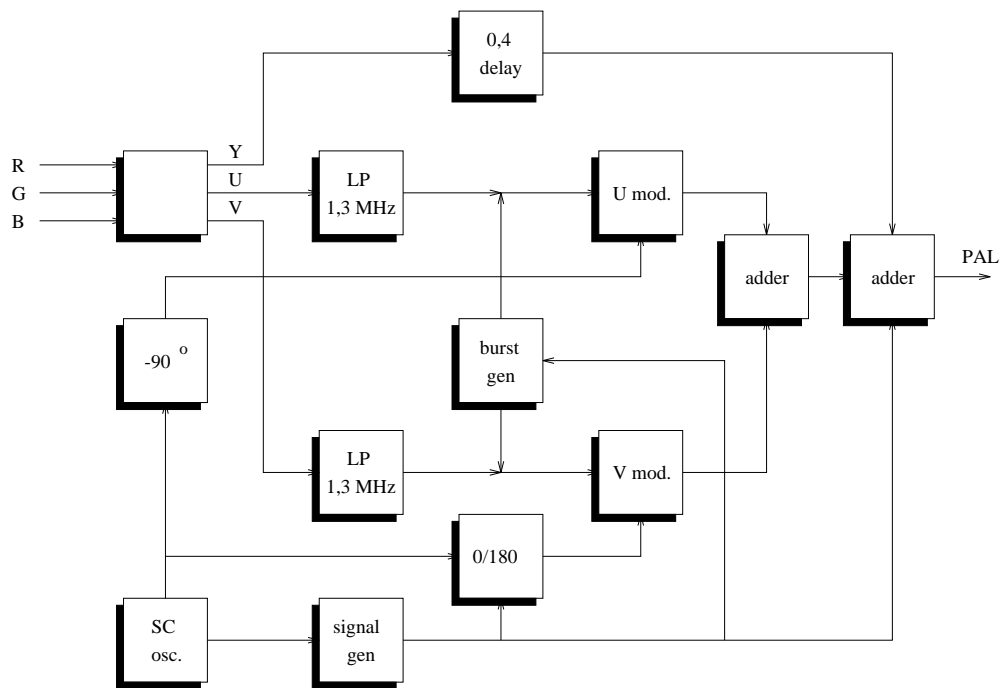 0,4
delay
R
G
B
Y
U
V
LP
1,3 MHz
U mod.
adder
adder
PAL
-90 o
burst
gen
LP
1,3 MHz
V mod.
0/180
SC
osc.
signal
gen